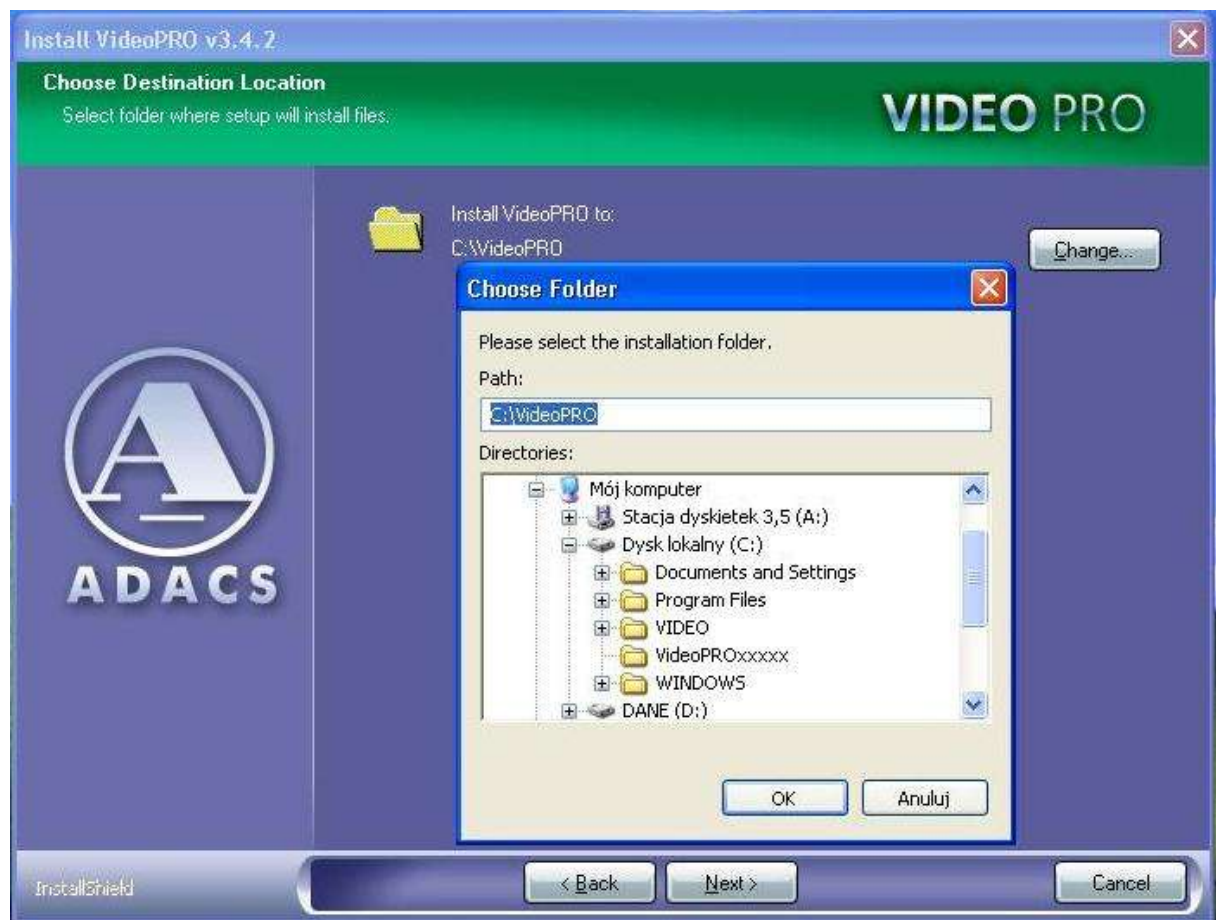 Install VideoPRO v3.4.2
Choose Destination Location
Select folder where setup will install files.
VIDEO PRO
Install VideoPRO to:
C:\VideoPRO
Change...
Choose Folder
Please select the installation folder.
Path:
C:\VideoPRO
Directories:
Mój komputer
Stacja dyskietek 3,5 (A:)
Dysk lokalny (C:)
Documents and Settings
Program Files
VIDEO
VideoPROxxxxx
WINDOWS
DANE (D:)
OK Anuluj
ADACS
InstallShield
< Back Next > Cancel